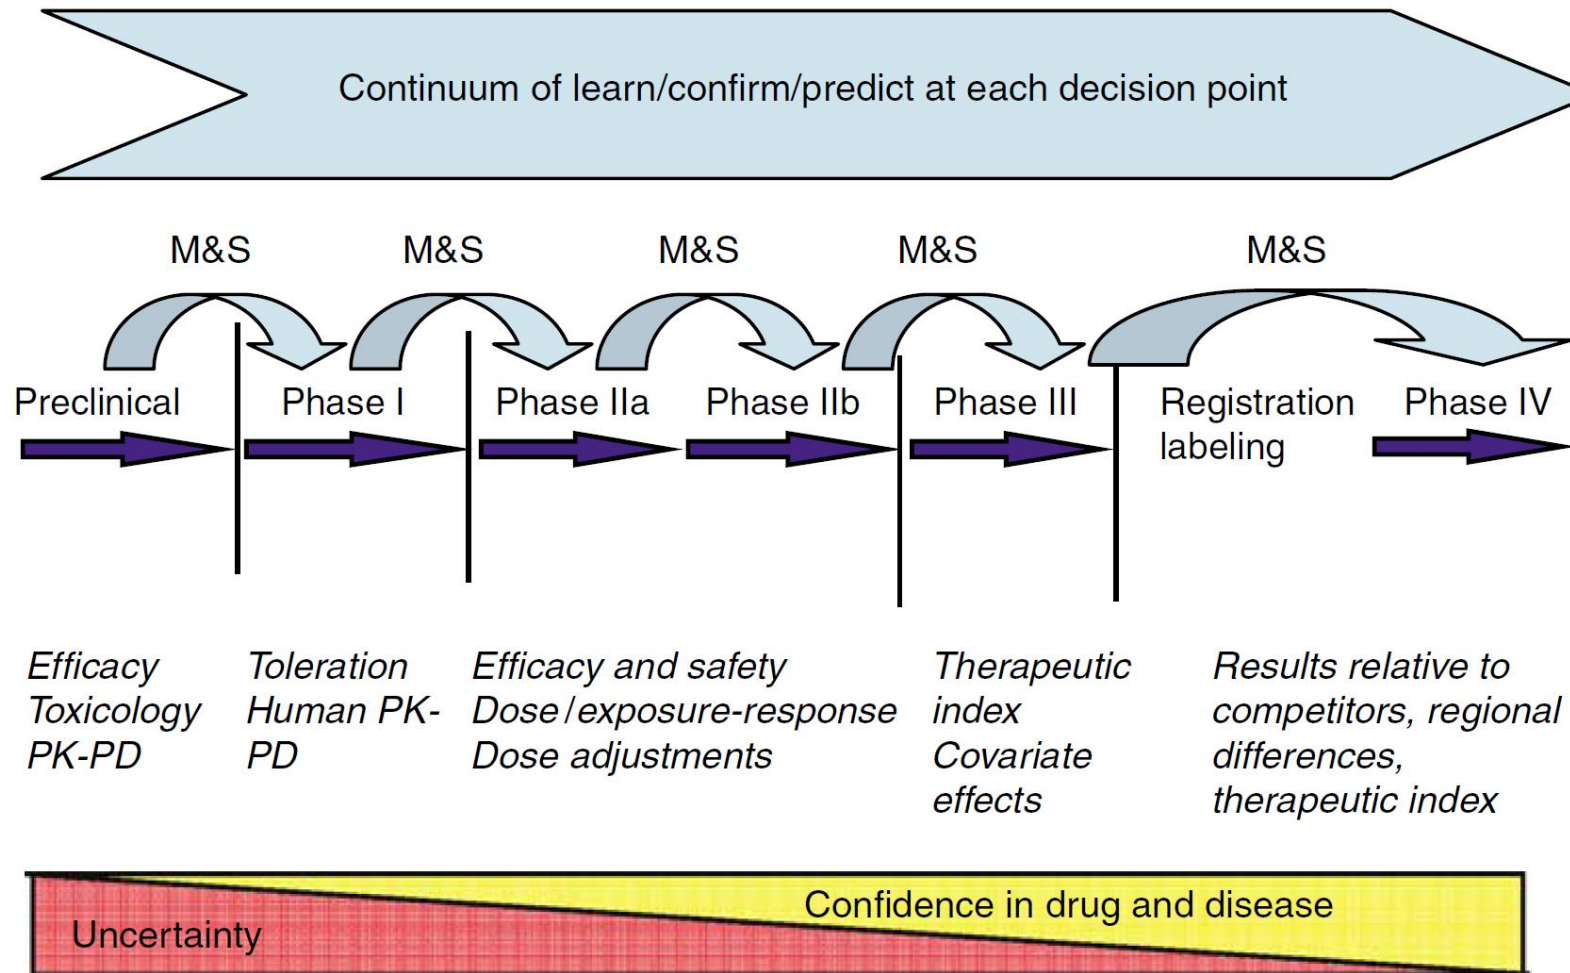 Continuum of learn/confirm/predict at each decision point
M&S M&S M&S M&S M&S
Preclinical Phase I Phase IIa Phase IIb Phase III Registration Phase IV
labeling
Efficacy
Toxicology
PK-PD
Toleration
Human PK-
PD
Efficacy and safety
Dose/exposure-response
Dose adjustments
Therapeutic
index
Covariate
effects
Results relative to
competitors, regional
differences,
therapeutic index
Confidence in drug and disease
Uncertainty